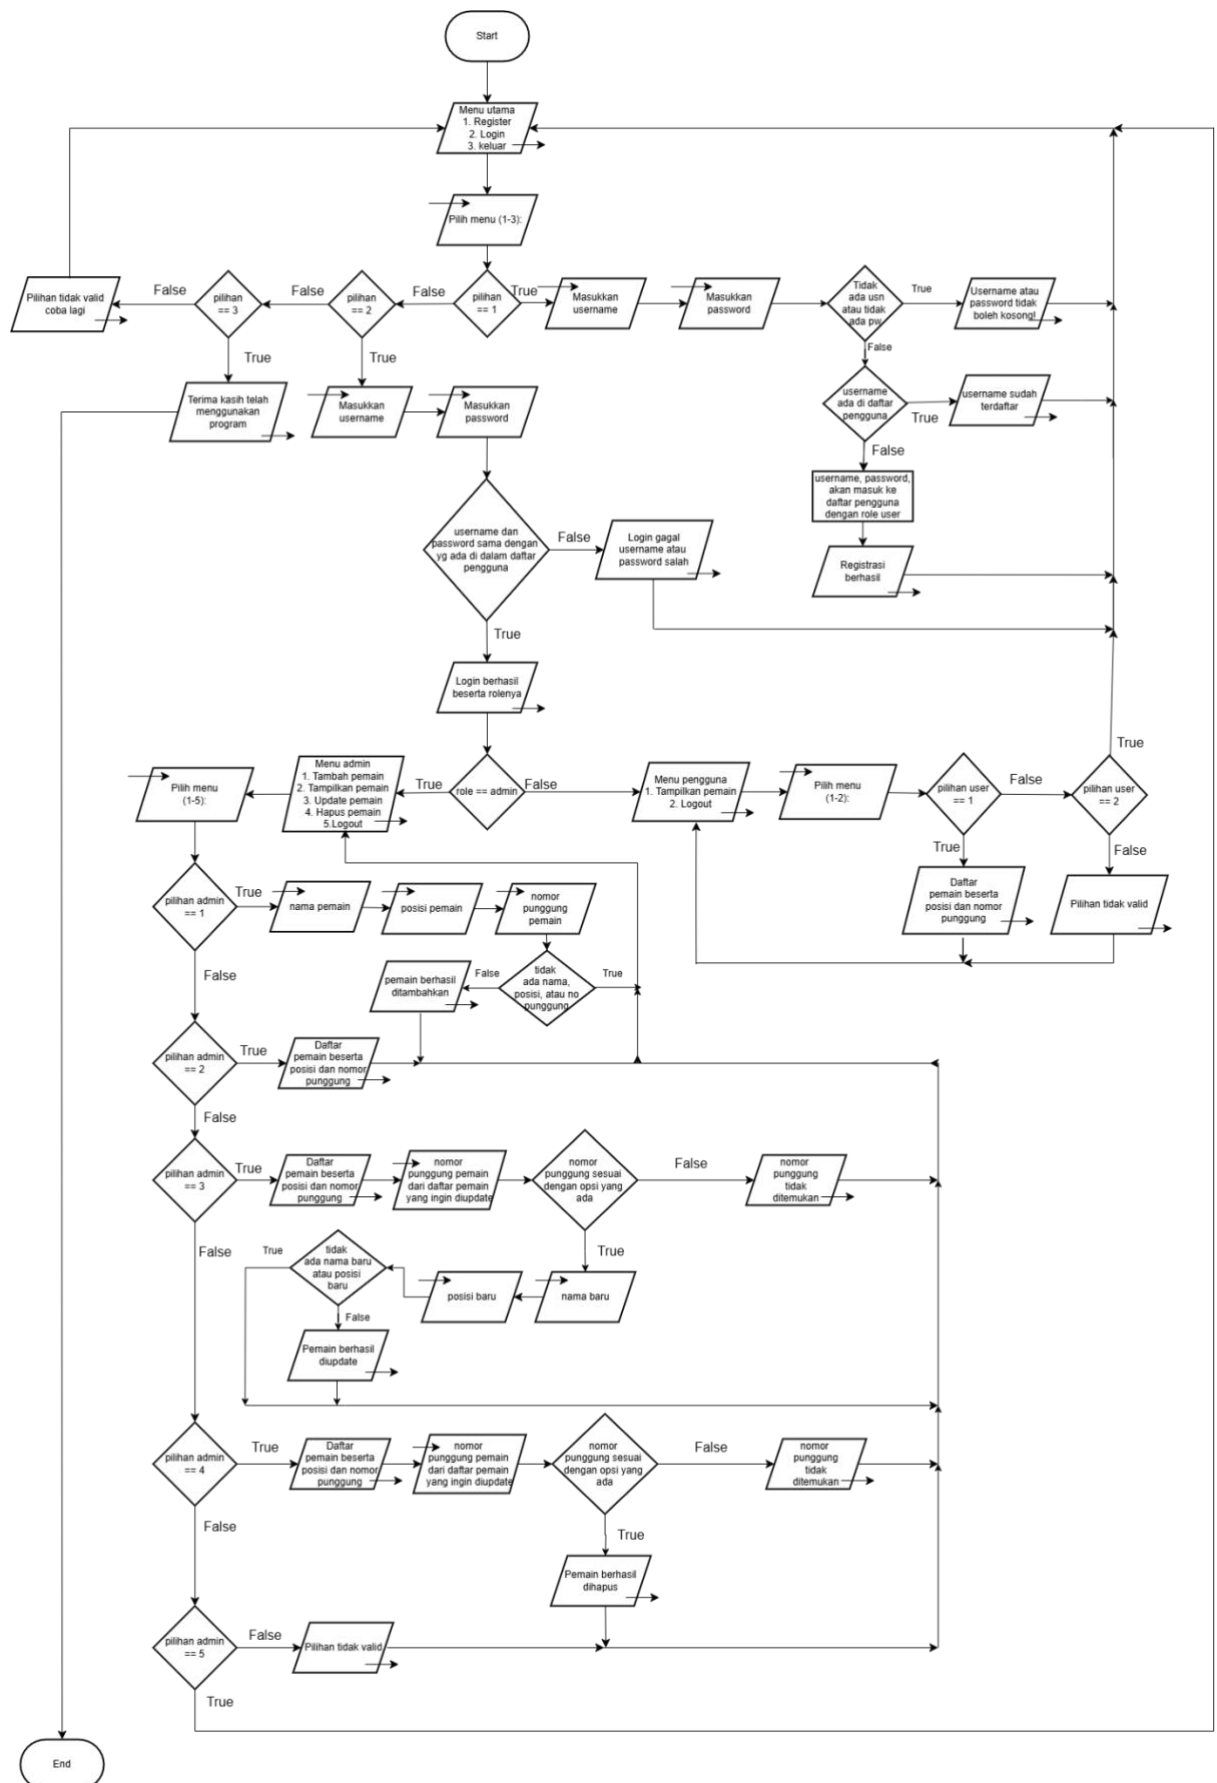 Start
Menu utama
1. Register
2. Login
3. keluar
Pilih menu (1-3):
Pilihan tidak valid
coba lagi
False
pilihan
== 3
False
pilihan
== 2
False
pilihan
== 1
True
Masukkan
username
Masukkan
password
Tidak
ada usn
atau tidak
ada pw
True
Username atau
password tidak
boleh kosong!
True
True
False
Terima kasih telah
menggunakan
program
Masukkan
username
Masukkan
password
username
ada di daftar
pengguna
True
username sudah
terdaftar
False
username, password,
akan masuk ke
daftar pengguna
dengan role user
username dan
password sama dengan
yg ada di dalam daftar
pengguna
False
Login gagal
username atau
password salah
Registrasi
berhasil
True
Login berhasil
beserta rolenya
True
Pilih menu
(1-5):
Menu admin
1. Tambah pemain
2. Tampilkan pemain
3. Update pemain
4. Hapus pemain
5.Logout
True
role == admin
False
Menu pengguna
1. Tampilkan pemain
2. Logout
Pilih menu
(1-2):
pilihan user
== 1
False
pilihan user
== 2
True
False
pilihan admin
== 1
True
nama pemain
posisi pemain
nomor
punggung
pemain
Daftar
pemain beserta
posisi dan nomor
punggung
Pilihan tidak valid
False
pemain berhasil
ditambahkan
False
tidak
ada nama,
posisi, atau no
punggung
True
pilihan admin
== 2
True
Daftar
pemain beserta
posisi dan nomor
punggung
False
pilihan admin
== 3
True
Daftar
pemain beserta
posisi dan nomor
punggung
nomor
punggung pemain
dari daftar pemain
yang ingin diupdate
nomor
punggung sesuai
dengan opsi yang
ada
False
nomor
punggung
tidak
ditemukan
False
True
True
tidak
ada nama baru
atau posisi
baru
posisi baru
nama baru
False
Pemain berhasil
diupdate
pilihan admin
== 4
True
Daftar
pemain beserta
posisi dan nomor
punggung
nomor
punggung pemain
dari daftar pemain
yang ingin diupdate
nomor
punggung sesuai
dengan opsi yang
ada
False
nomor
punggung
tidak
ditemukan
False
True
Pemain berhasil
dihapus
pilihan admin
== 5
False
Pilihan tidak valid
True
End